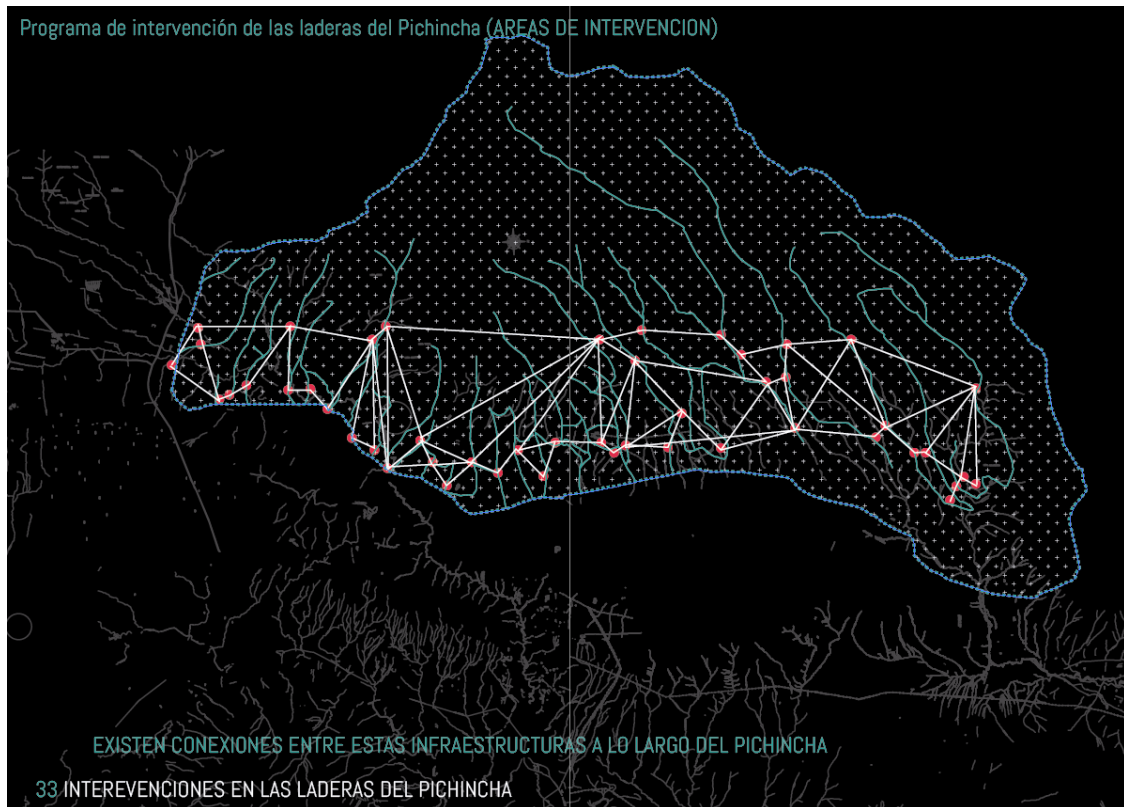 Programa de intervención de las laderas del Pichincha (AREAS DE INTERVENCION)
EXISTEN CONEXIONES ENTRE ESTAS INFRAESTRUCTURAS A LO LARGO DEL PICHINCHA
33 INTEREVENCIONES EN LAS LADERAS DEL PICHINCHA